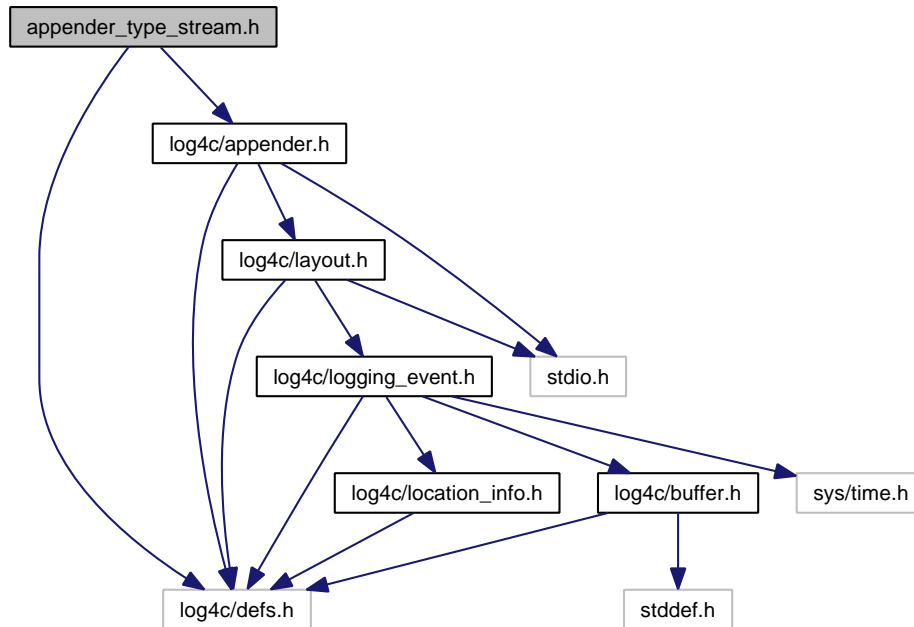 appender_type_stream.h
log4c/appender.h
log4c/layout.h
log4c/logging_event.h
stdio.h
log4c/location_info.h
log4c/buffer.h
sys/time.h
log4c/defs.h
stddef.h